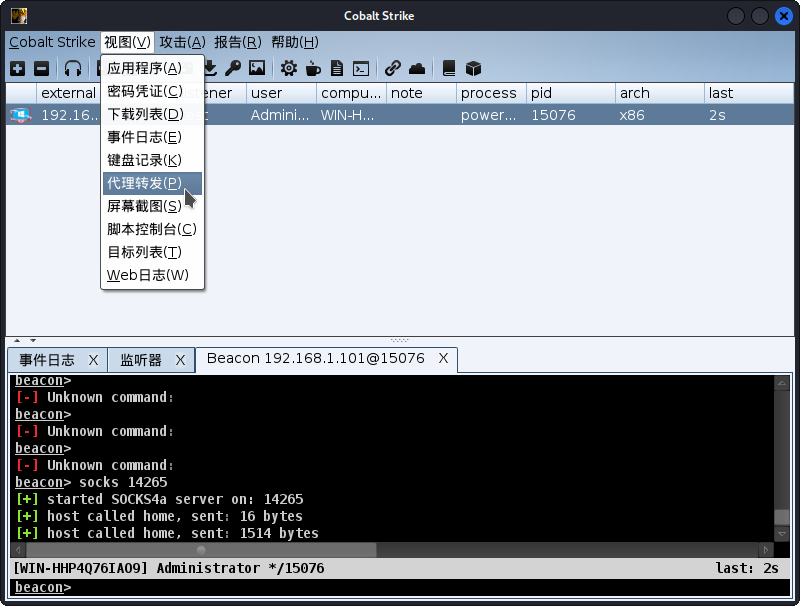 Cobalt Strike
Cobalt Strike 视图(V) 攻击(A) 报告(R) 帮助(H)
external user compu... note process pid arch last
192.16... Admini... WIN-H... power... 15076 x86 2s
应用程序(A)
密码凭证(C)
下载列表(D)
事件日志(E)
键盘记录(K)
代理转发(P)
屏幕截图(S)
脚本控制台(C)
目标列表(T)
Web日志(W)
事件日志 X 监听器 X Beacon 192.168.1.101@15076 X
beacon>
[-] Unknown command:
beacon>
[-] Unknown command:
beacon>
[-] Unknown command:
beacon> socks 14265
[+] started SOCKS4a server on: 14265
[+] host called home, sent: 16 bytes
[+] host called home, sent: 1514 bytes
[WIN-HHP4Q76IAO9] Administrator */15076 last: 2s
beacon>